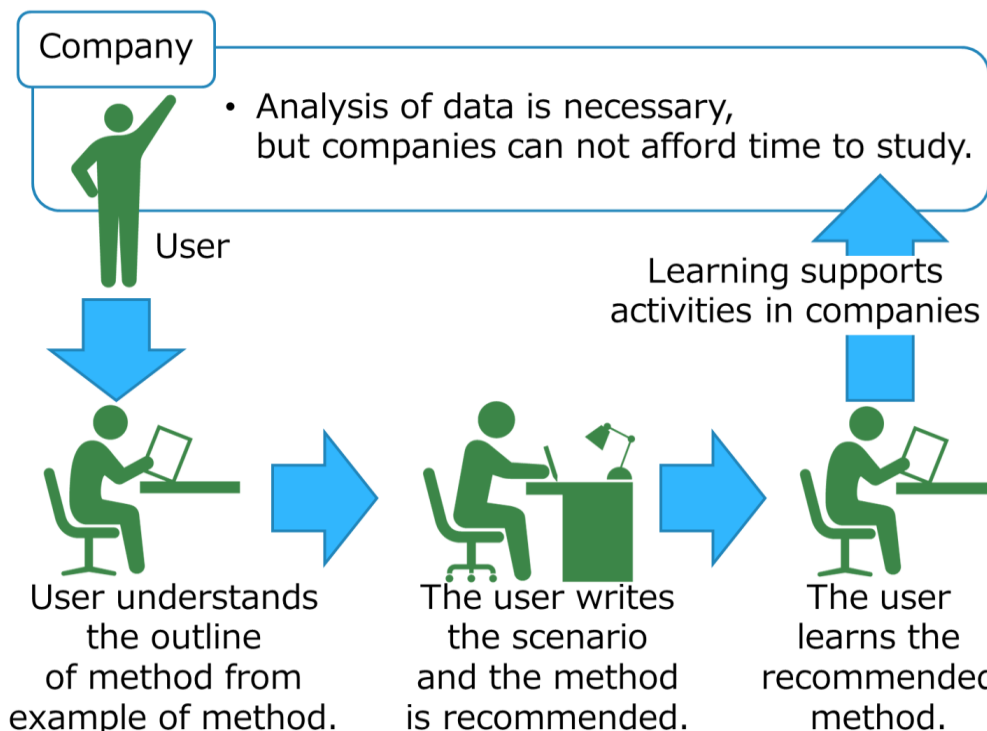 Company
• Analysis of data is necessary,
but companies can not afford time to study.
User
Learning supports
activities in companies
User understands
the outline
of method from
example of method.
The user writes
the scenario
and the method
is recommended.
The user
learns the
recommended
method.